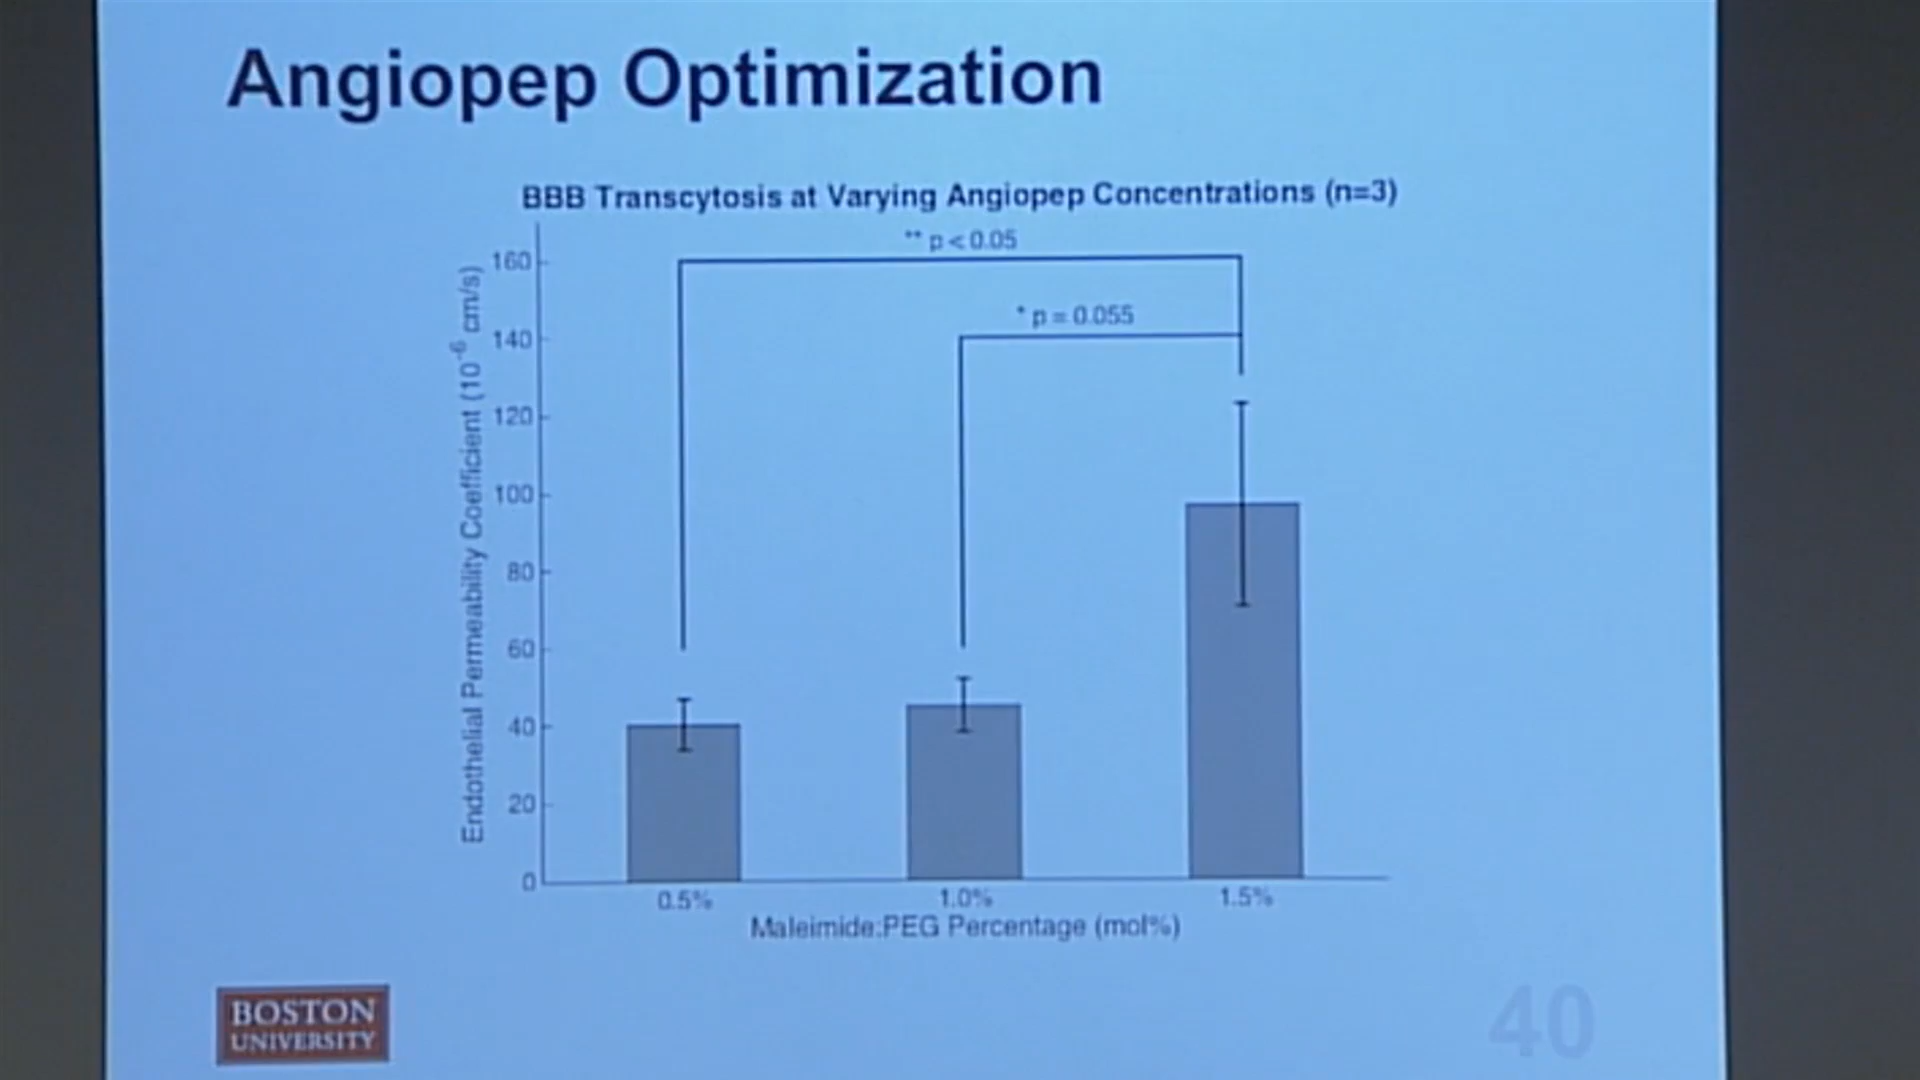 Angiopep Optimization
BBB Transcytosis at Varying Angiopep Concentrations (n=3)
** p < 0.05
* p = 0.055
Endothelial Permeability Coefficient (10⁻⁶ cm/s)
160
140
120
100
80
60
40
20
0
0.5% 1.0% 1.5%
Maleimide:PEG Percentage (mol%)
BOSTON
UNIVERSITY
40